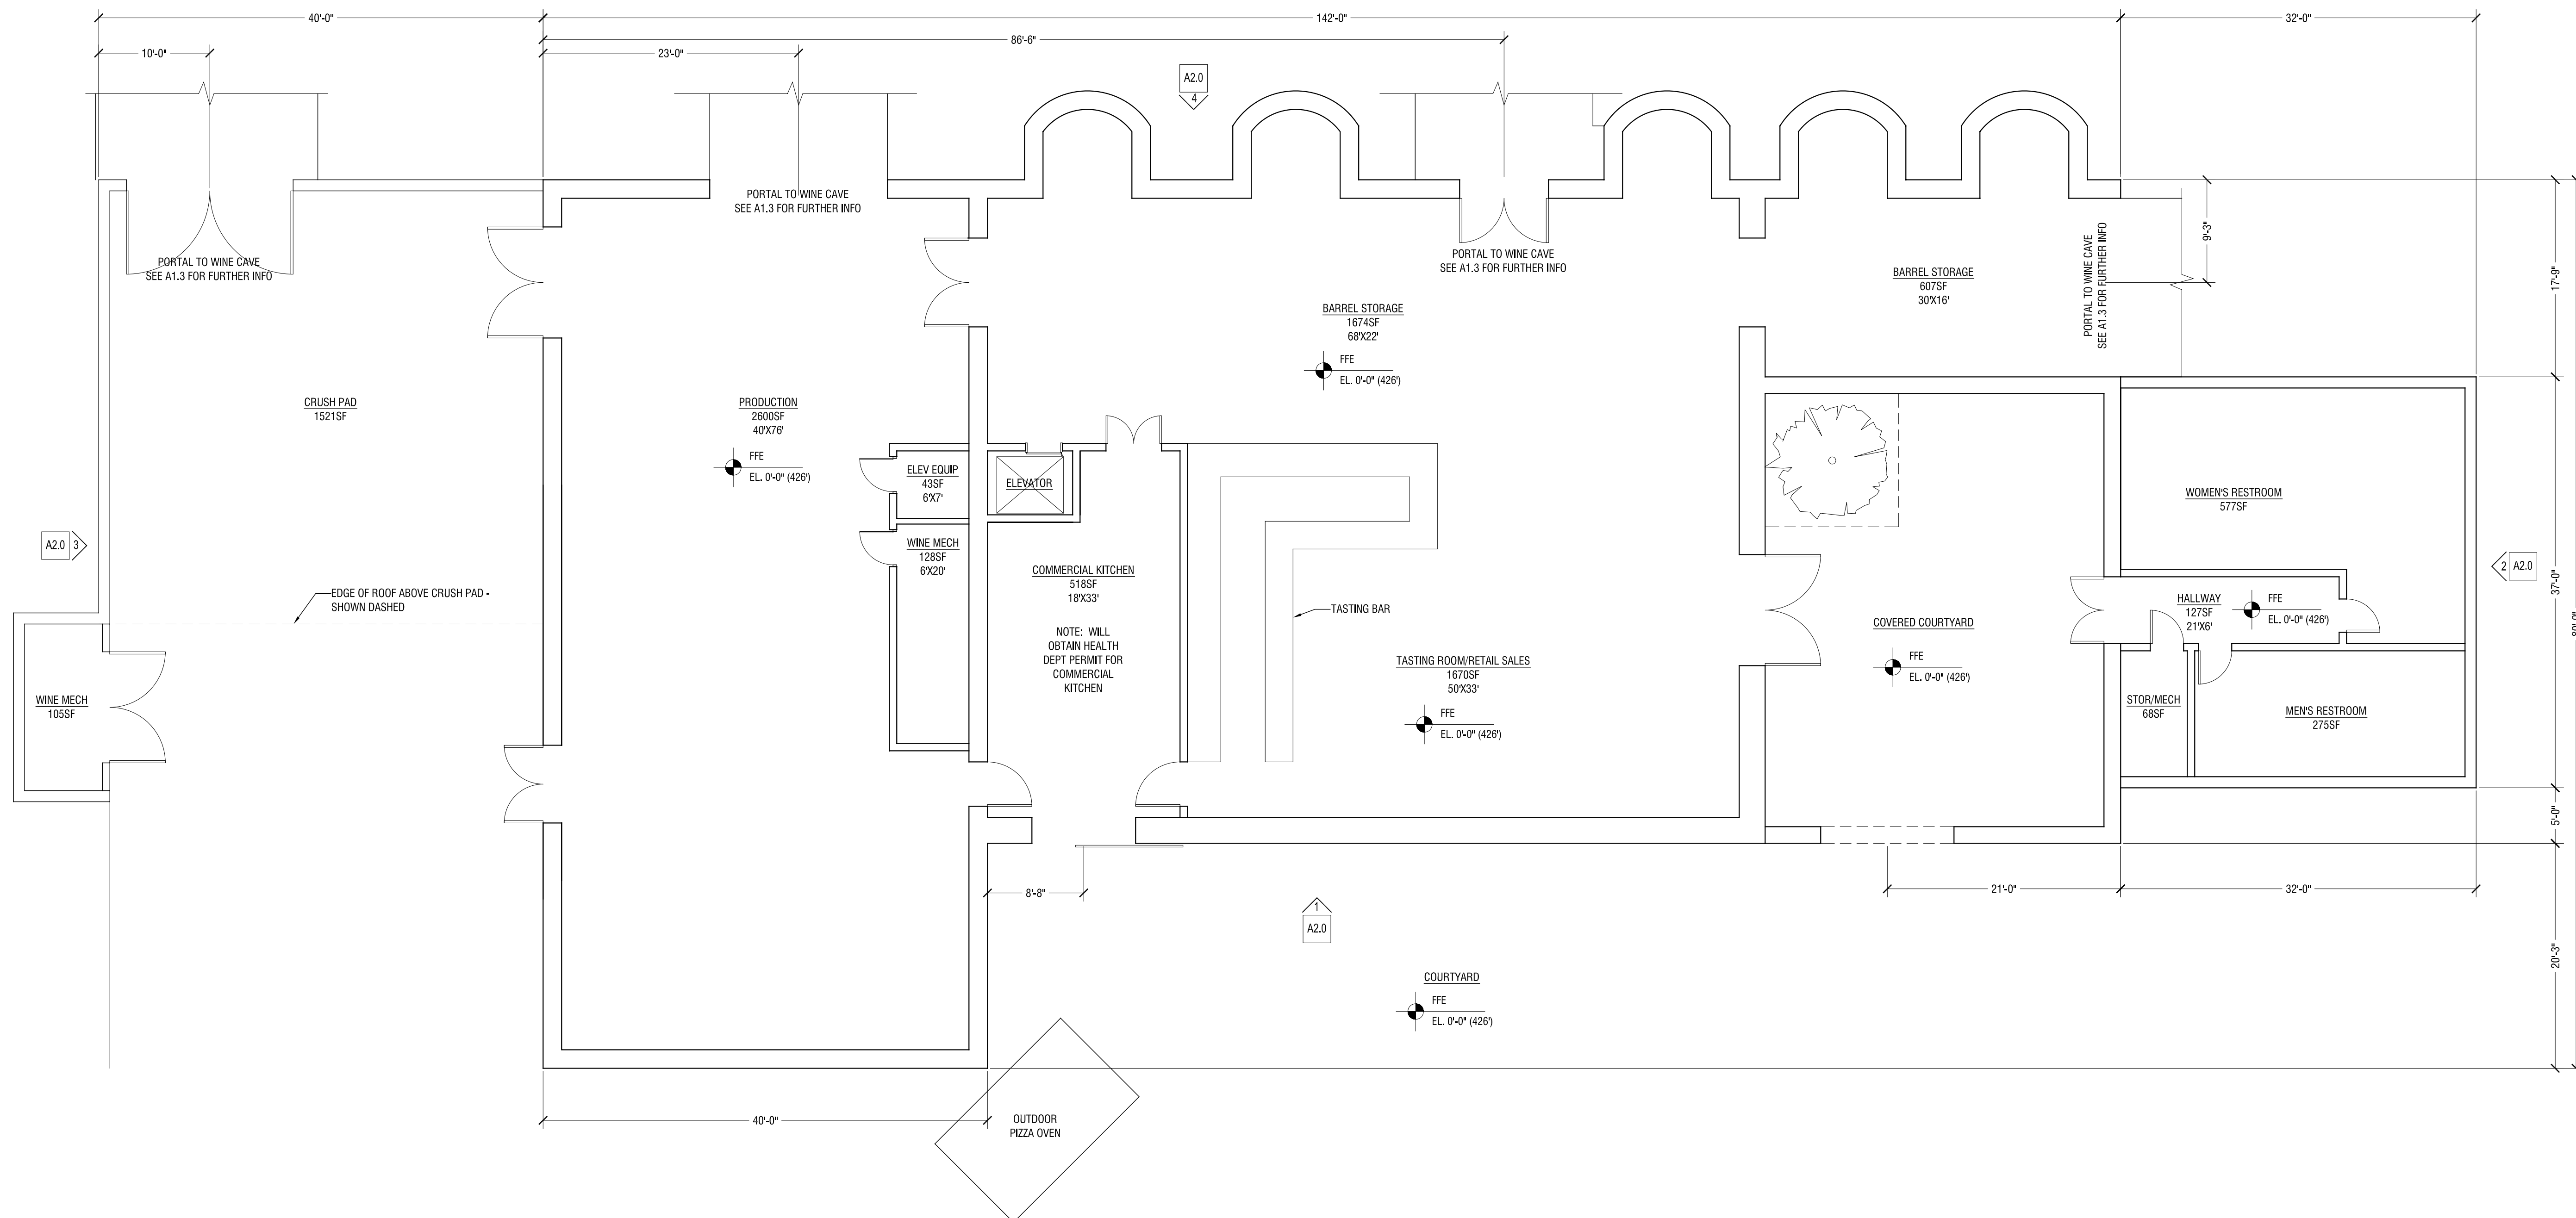 40'-0"
142'-0"
32'-0"
86'-6"
10'-0"
23'-0"
A2.0
4
PORTAL TO WINE CAVE
SEE A1.3 FOR FURTHER INFO
PORTAL TO WINE CAVE
SEE A1.3 FOR FURTHER INFO
PORTAL TO WINE CAVE
SEE A1.3 FOR FURTHER INFO
PORTAL TO WINE CAVE
SEE A1.3 FOR FURTHER INFO
9'-3"
17'-9"
BARREL STORAGE
607SF
30'X16'
BARREL STORAGE
1674SF
68'X22'
FFE
EL. 0'-0" (426')
CRUSH PAD
1521SF
PRODUCTION
2600SF
40'X76'
FFE
EL. 0'-0" (426')
ELEV EQUIP
43SF
6'X7'
ELEVATOR
WOMEN'S RESTROOM
577SF
A2.0
3
WINE MECH
128SF
6'X20'
COMMERCIAL KITCHEN
518SF
18'X33'
NOTE: WILL
OBTAIN HEALTH
DEPT PERMIT FOR
COMMERCIAL
KITCHEN
2
A2.0
37'-0"
EDGE OF ROOF ABOVE CRUSH PAD -
SHOWN DASHED
TASTING BAR
HALLWAY
127SF
21'X6'
FFE
EL. 0'-0" (426')
COVERED COURTYARD
FFE
EL. 0'-0" (426')
TASTING ROOM/RETAIL SALES
1670SF
50'X33'
FFE
EL. 0'-0" (426')
WINE MECH
105SF
STOR/MECH
68SF
MEN'S RESTROOM
275SF
5'-0"
8'-8"
21'-0"
32'-0"
1
A2.0
20'-3"
COURTYARD
FFE
EL. 0'-0" (426')
40'-0"
OUTDOOR
PIZZA OVEN